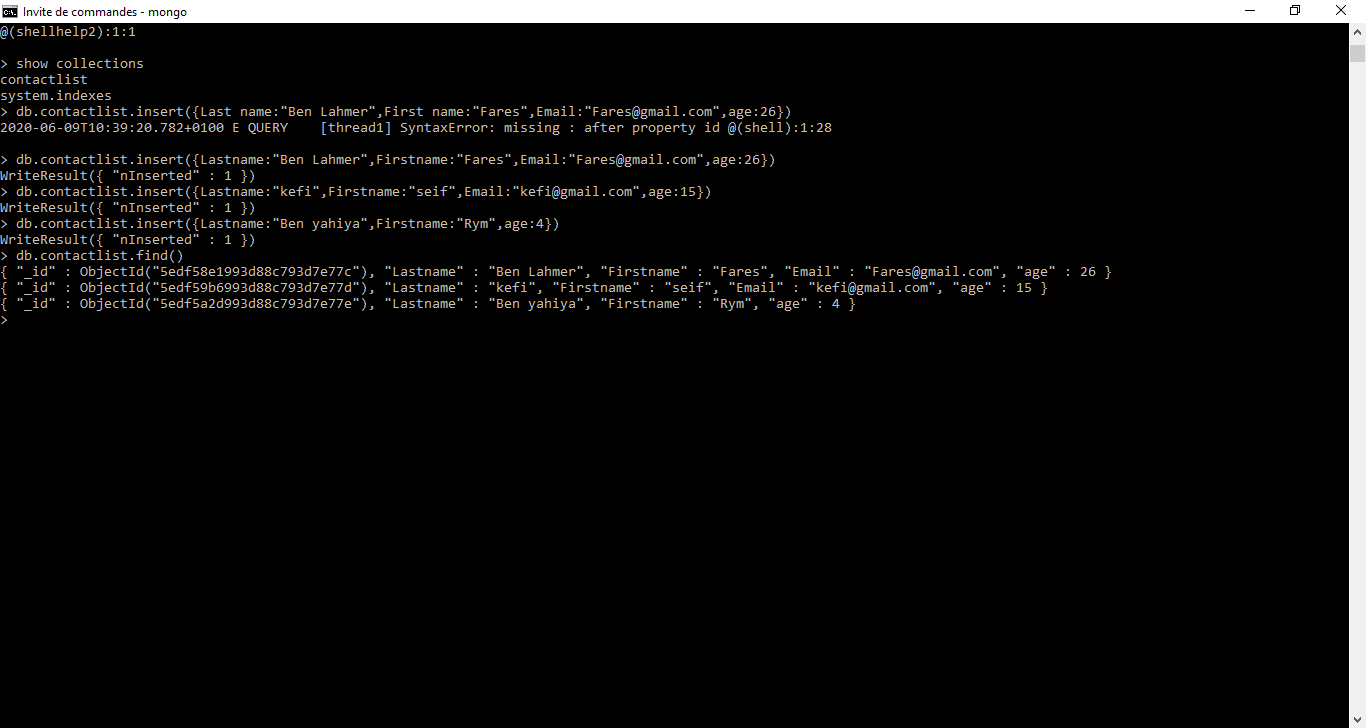 Invite de commandes - mongo
@(shellhelp2):1:1
> show collections
contactlist
system.indexes
> db.contactlist.insert({Last name:"Ben Lahmer",First name:"Fares",Email:"Fares@gmail.com",age:26})
2020-06-09T10:39:20.782+0100 E QUERY    [thread1] SyntaxError: missing : after property id @(shell):1:28
> db.contactlist.insert({Lastname:"Ben Lahmer",Firstname:"Fares",Email:"Fares@gmail.com",age:26})
WriteResult({ "nInserted" : 1 })
> db.contactlist.insert({Lastname:"kefi",Firstname:"seif",Email:"kefi@gmail.com",age:15})
WriteResult({ "nInserted" : 1 })
> db.contactlist.insert({Lastname:"Ben yahiya",Firstname:"Rym",age:4})
WriteResult({ "nInserted" : 1 })
> db.contactlist.find()
{ "_id" : ObjectId("5edf58e1993d88c793d7e77c"), "Lastname" : "Ben Lahmer", "Firstname" : "Fares", "Email" : "Fares@gmail.com", "age" : 26 }
{ "_id" : ObjectId("5edf59b6993d88c793d7e77d"), "Lastname" : "kefi", "Firstname" : "seif", "Email" : "kefi@gmail.com", "age" : 15 }
{ "_id" : ObjectId("5edf5a2d993d88c793d7e77e"), "Lastname" : "Ben yahiya", "Firstname" : "Rym", "age" : 4 }
>